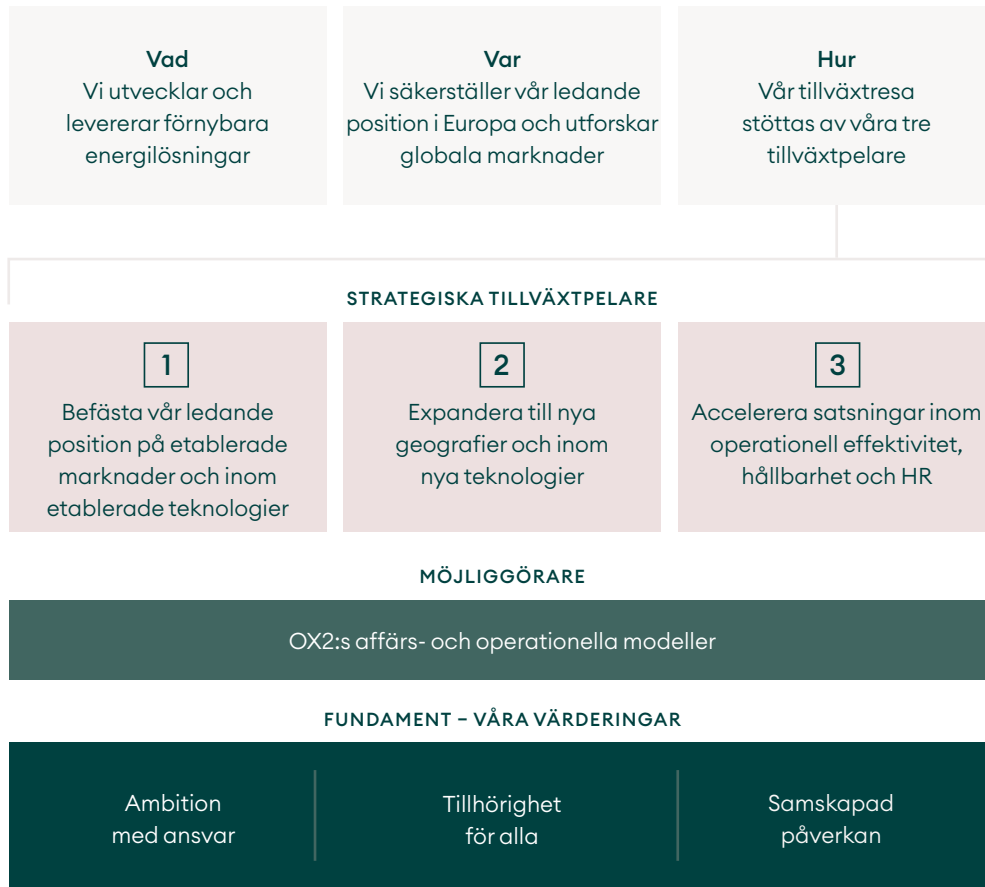 Vad
Vi utvecklar och
levererar förnybara
energilösningar
Var
Vi säkerställer vår ledande
position i Europa och utforskar
globala marknader
Hur
Vår tillväxtresa
stöttas av våra tre
tillväxtpelare
STRATEGISKA TILLVÄXTPELARE
1
Befästa vår ledande
position på etablerade
marknader och inom
etablerade teknologier
2
Expandera till nya
geografier och inom
nya teknologier
3
Accelerera satsningar inom
operationell effektivitet,
hållbarhet och HR
MÖJLIGGÖRARE
OX2:s affärs- och operationella modeller
FUNDAMENT – VÅRA VÄRDERINGAR
Ambition
med ansvar
Tillhörighet
för alla
Samskapad
påverkan